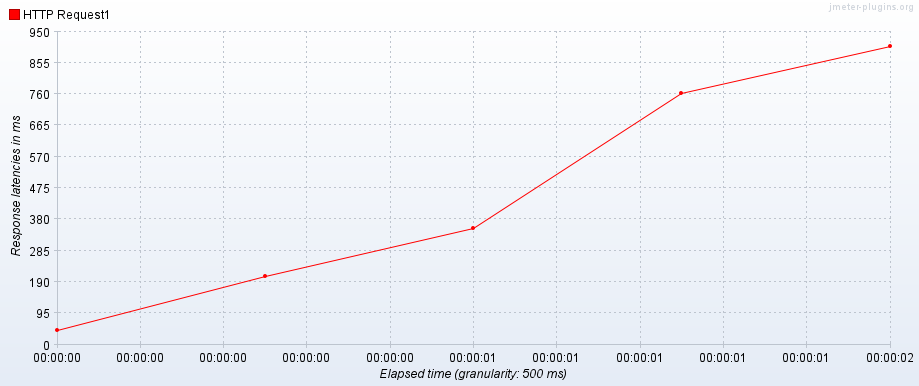 jmeter-plugins.org
HTTP Request1
950
855
760
665
570
475
380
285
190
95
0
Response latencies in ms
00:00:00 00:00:00 00:00:00 00:00:00 00:00:00 00:00:01 00:00:01 00:00:01 00:00:01 00:00:01 00:00:02
Elapsed time (granularity: 500 ms)